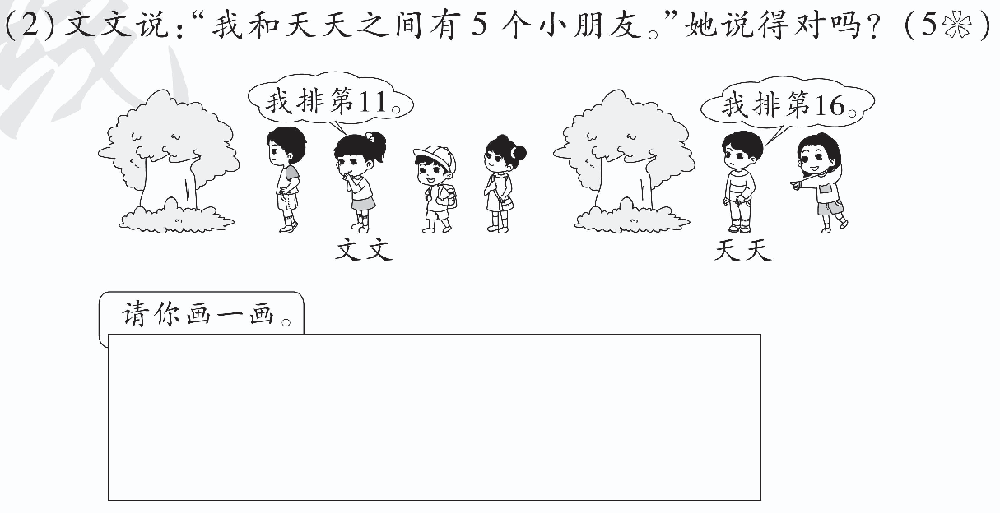 (2)文文说：“我和天天之间有 5 个小朋友。”她说得对吗？（5❀）
我排第11。
我排第16。
文文
天天
请你画一画。